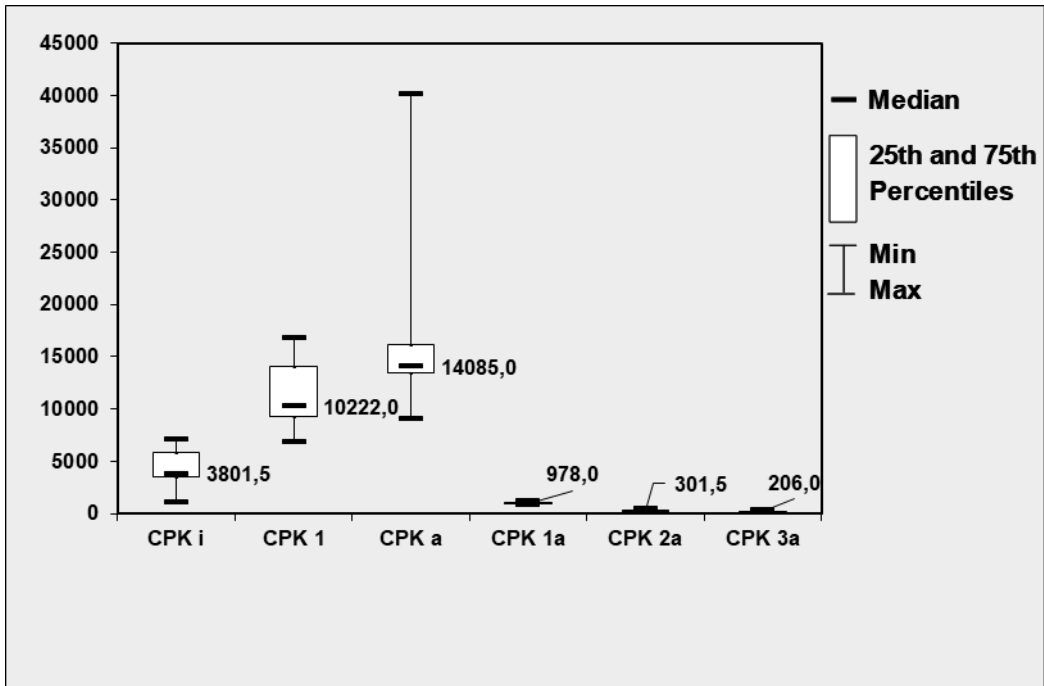 45000
40000
35000
30000
25000
20000
15000
10000
5000
0
3801,5
10222,0
14085,0
978,0
301,5
206,0
CPK i
CPK 1
CPK a
CPK 1a
CPK 2a
CPK 3a
Median
25th and 75th
Percentiles
Min
Max